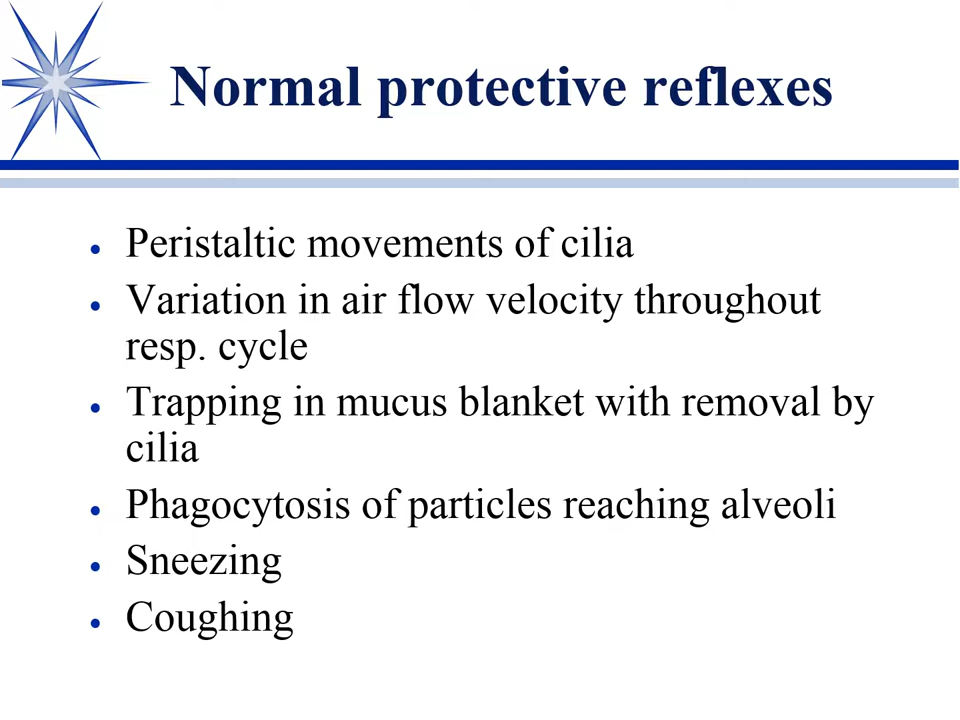 Normal protective reflexes
• Peristaltic movements of cilia
• Variation in air flow velocity throughout
resp. cycle
• Trapping in mucus blanket with removal by
cilia
• Phagocytosis of particles reaching alveoli
• Sneezing
• Coughing